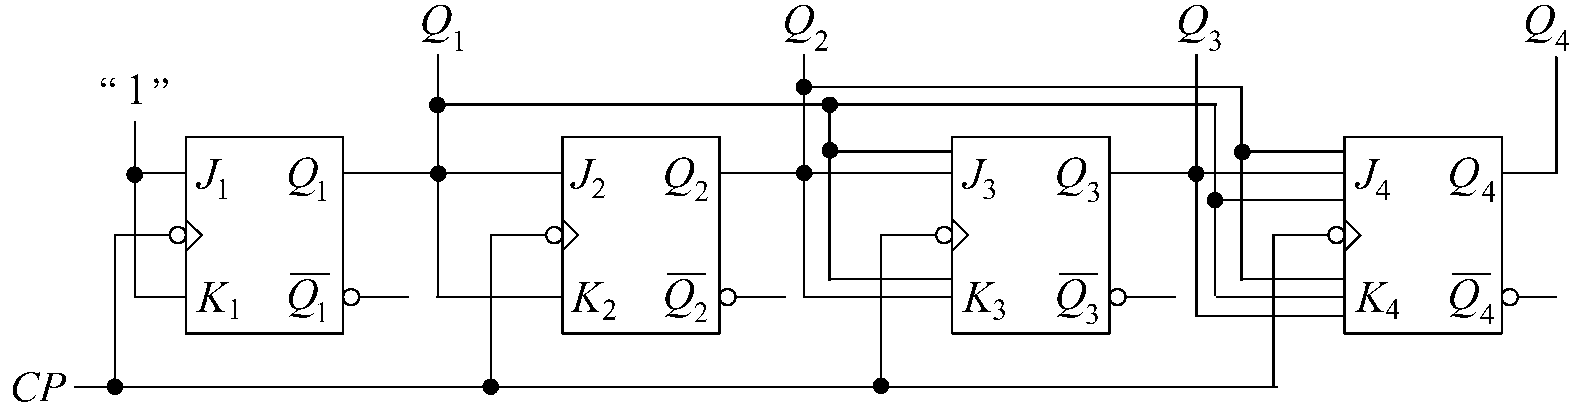 Q₁ Q₂ Q₃ Q₄
“1”
J₁ Q₁ J₂ Q₂ J₃ Q₃ J₄ Q₄
K₁ Q̅₁ K₂ Q̅₂ K₃ Q̅₃ K₄ Q̅₄
CP